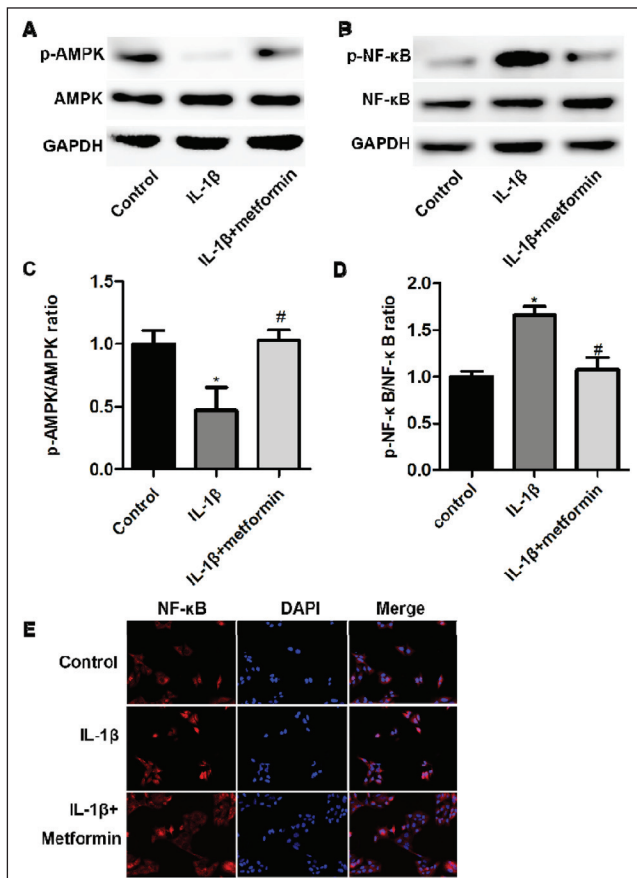 A
p-AMPK
AMPK
GAPDH
Control
IL-1β
IL-1β+metformin
B
p-NF-κB
NF-κB
GAPDH
Control
IL-1β
IL-1β+metformin
C
p-AMPK/AMPK ratio
1.5
1.0
0.5
0.0
*
#
Control
IL-1β
IL-1β+metformin
D
p-NF-κ B/NF-κ B ratio
2.0
1.5
1.0
0.5
0.0
*
#
control
IL-1β
IL-1β+metformin
E
NF-κB DAPI Merge
Control
IL-1β
IL-1β+
Metformin